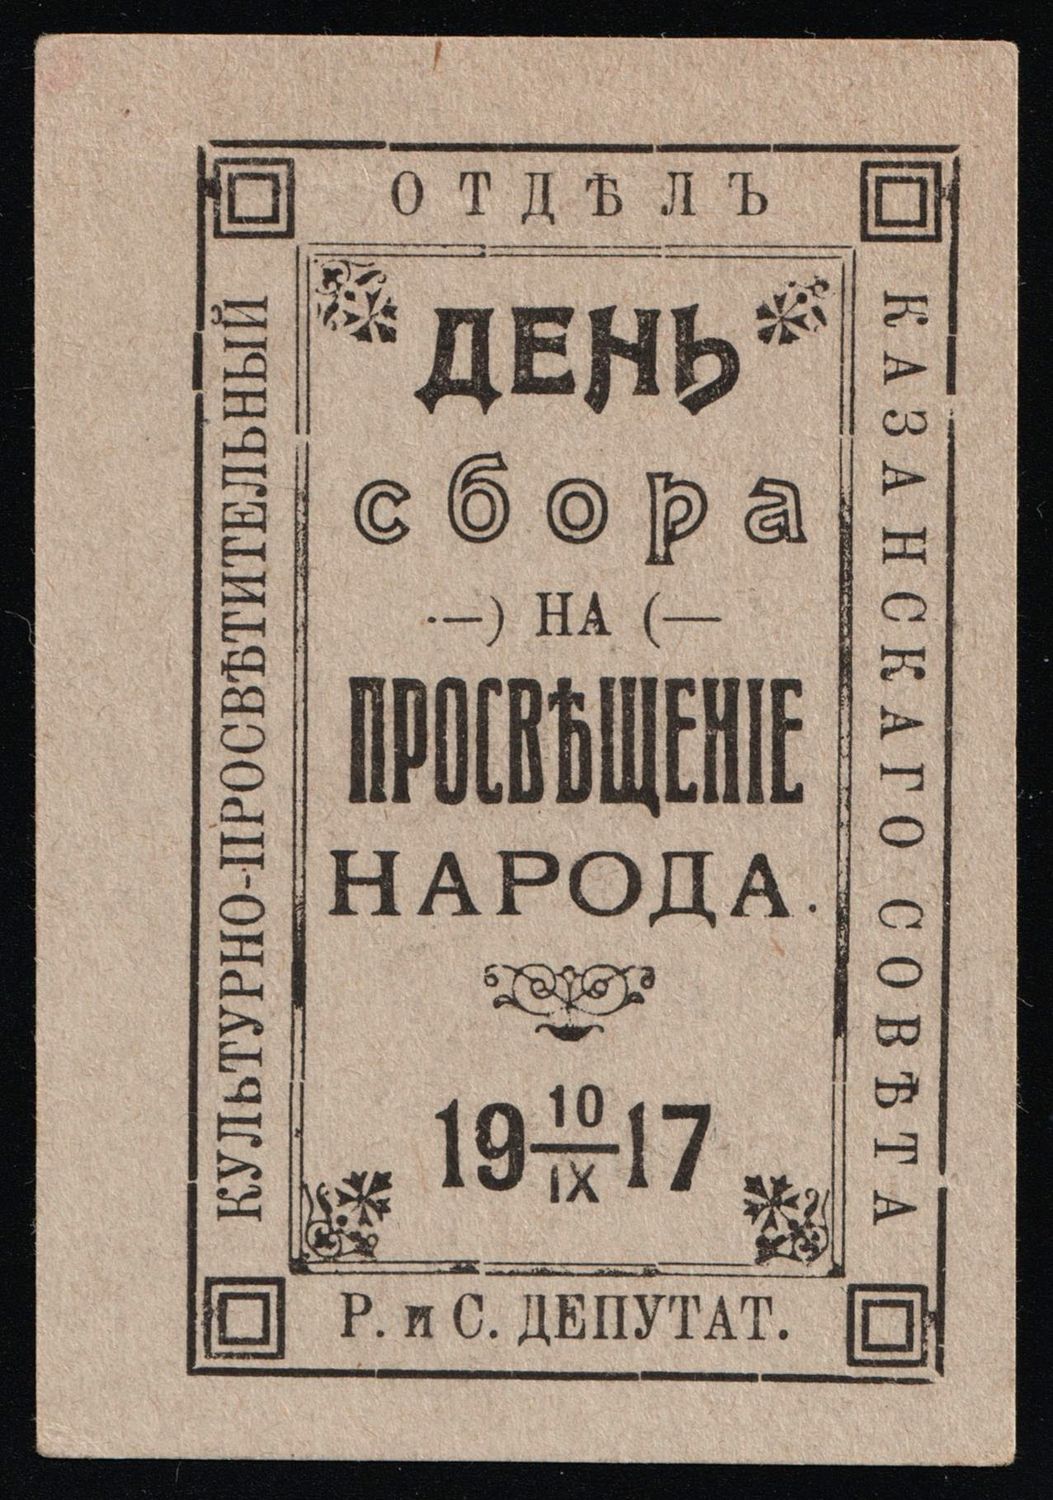 КУЛЬТУРНО-ПРОСВѢТИТЕЛЬНЫЙ
ОТДѢЛЪ
КАЗАНСКАГО СОВѢТА
Р. и С. ДЕПУТАТ.
ДЕНЬ
сбора
—) НА (—
ПРОСВѢЩЕНІЕ
НАРОДА.
19 10/IX 17